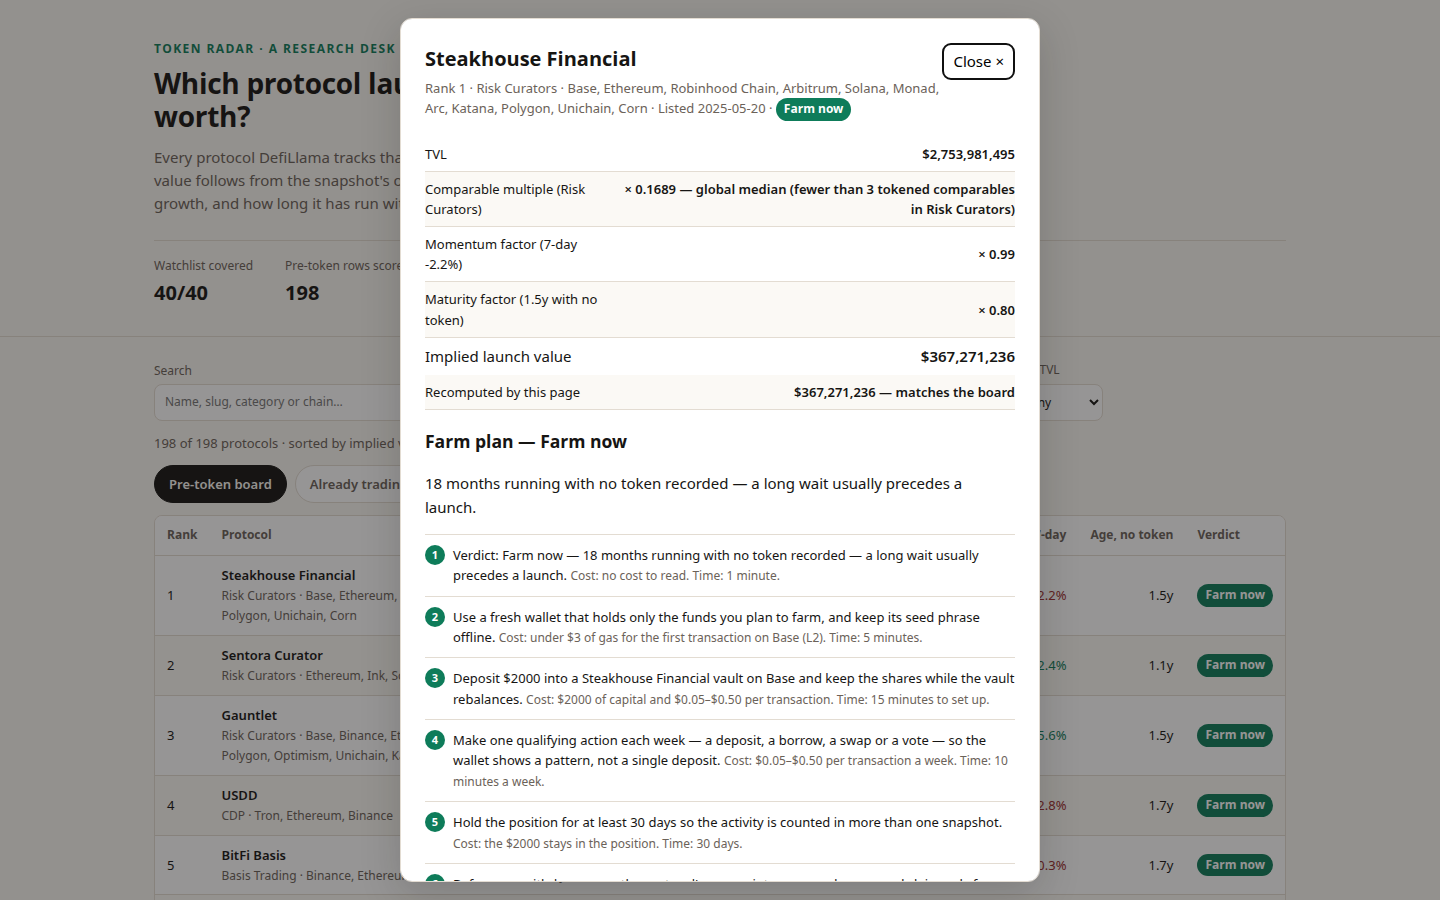 TOKEN RADAR · A RESEARCH DESK
Which protocol lau
worth?
Every protocol DefiLlama tracks tha
value follows from the snapshot's o
growth, and how long it has run wi
Watchlist covered
40/40
Pre-token rows score
198
Search
Name, slug, category or chain…
TVL
ny
198 of 198 protocols · sorted by implied v
Pre-token board
Already tradin
Rank Protocol -day Age, no token Verdict
1 Steakhouse Financial 2.2% 1.5y Farm now
Risk Curators · Base, Ethereum,
Polygon, Unichain, Corn
2 Sentora Curator 2.4% 1.1y Farm now
Risk Curators · Ethereum, Ink, So
3 Gauntlet 5.6% 1.5y Farm now
Risk Curators · Base, Binance, Et
Polygon, Optimism, Unichain, K
4 USDD 2.8% 1.7y Farm now
CDP · Tron, Ethereum, Binance
5 BitFi Basis 0.3% 1.7y Farm now
Basis Trading · Binance, Ethereu
Steakhouse Financial
Close ×
Rank 1 · Risk Curators · Base, Ethereum, Robinhood Chain, Arbitrum, Solana, Monad,
Arc, Katana, Polygon, Unichain, Corn · Listed 2025-05-20 · Farm now
TVL $2,753,981,495
Comparable multiple (Risk
Curators)
× 0.1689 — global median (fewer than 3 tokened comparables
in Risk Curators)
Momentum factor (7-day
-2.2%)
× 0.99
Maturity factor (1.5y with no
token)
× 0.80
Implied launch value $367,271,236
Recomputed by this page $367,271,236 — matches the board
Farm plan — Farm now
18 months running with no token recorded — a long wait usually precedes a
launch.
1 Verdict: Farm now — 18 months running with no token recorded — a long wait usually
precedes a launch. Cost: no cost to read. Time: 1 minute.
2 Use a fresh wallet that holds only the funds you plan to farm, and keep its seed phrase
offline. Cost: under $3 of gas for the first transaction on Base (L2). Time: 5 minutes.
3 Deposit $2000 into a Steakhouse Financial vault on Base and keep the shares while the vault
rebalances. Cost: $2000 of capital and $0.05–$0.50 per transaction. Time: 15 minutes to set up.
4 Make one qualifying action each week — a deposit, a borrow, a swap or a vote — so the
wallet shows a pattern, not a single deposit. Cost: $0.05–$0.50 per transaction a week. Time: 10
minutes a week.
5 Hold the position for at least 30 days so the activity is counted in more than one snapshot.
Cost: the $2000 stays in the position. Time: 30 days.